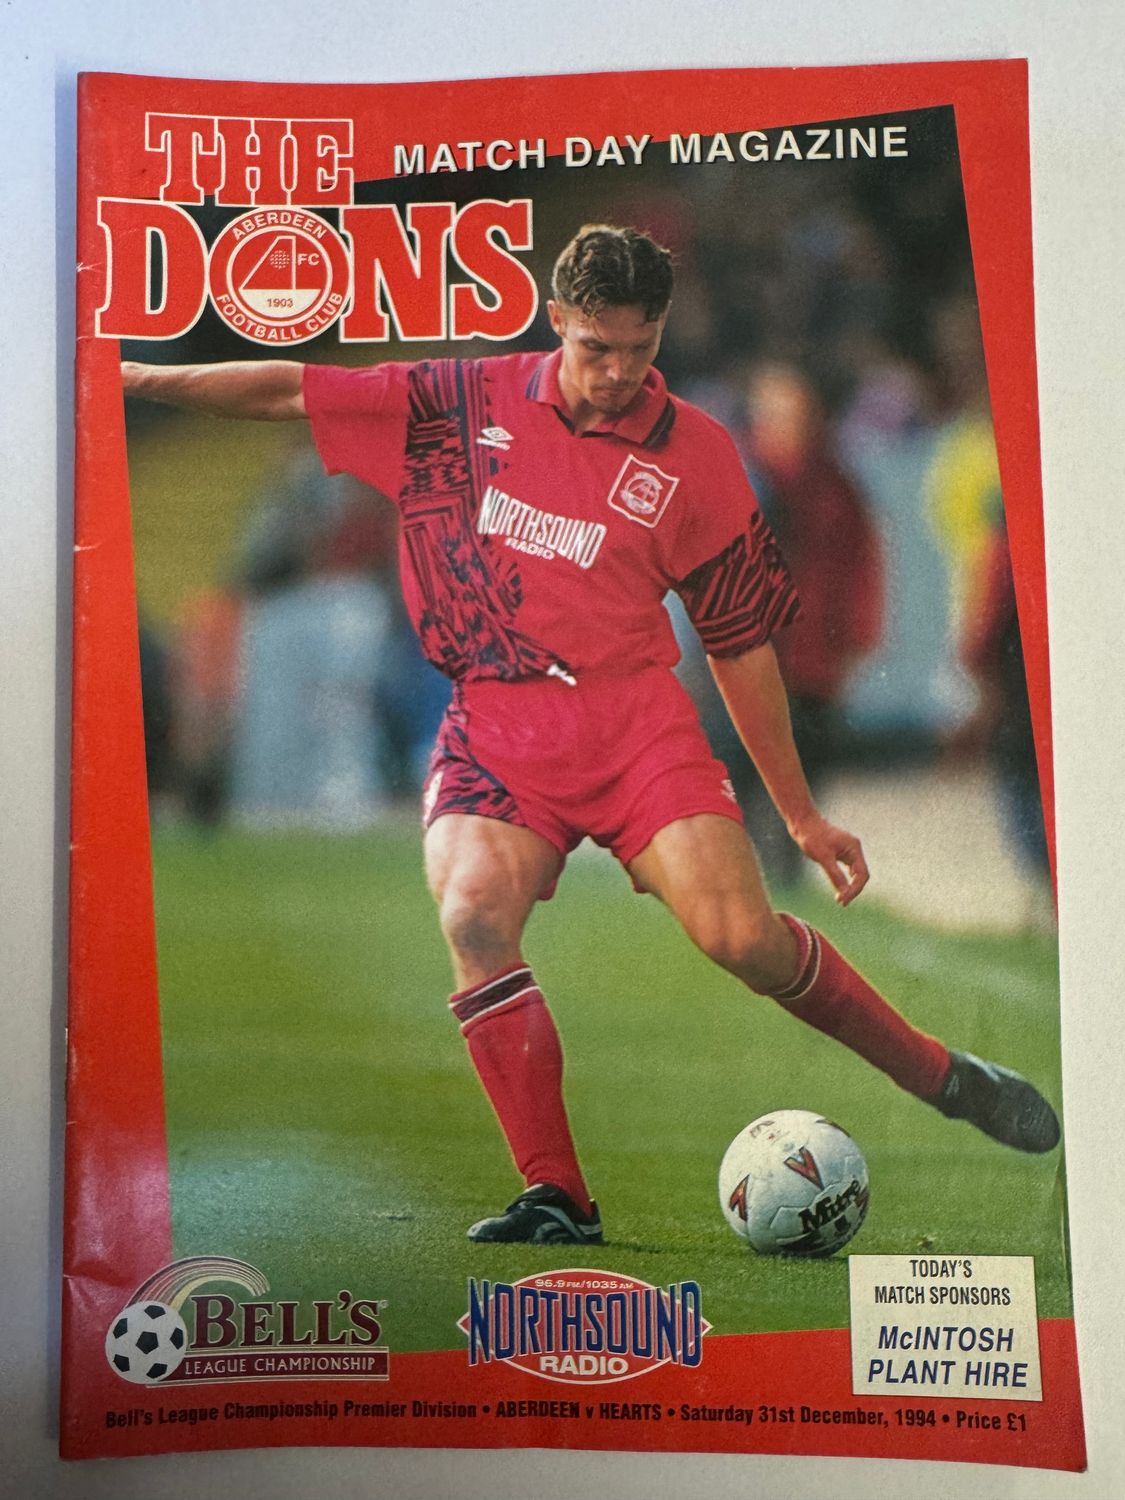 THE
DONS
ABERDEEN
FC
1903
FOOTBALL CLUB
MATCH DAY MAGAZINE
umbro
NORTHSOUND
RADIO
Mitre
BELL'S
LEAGUE CHAMPIONSHIP
96.9 FM/1035 AM
NORTHSOUND
RADIO
TODAY'S
MATCH SPONSORS
McINTOSH
PLANT HIRE
Bell's League Championship Premier Division • ABERDEEN v HEARTS • Saturday 31st December, 1994 • Price £1